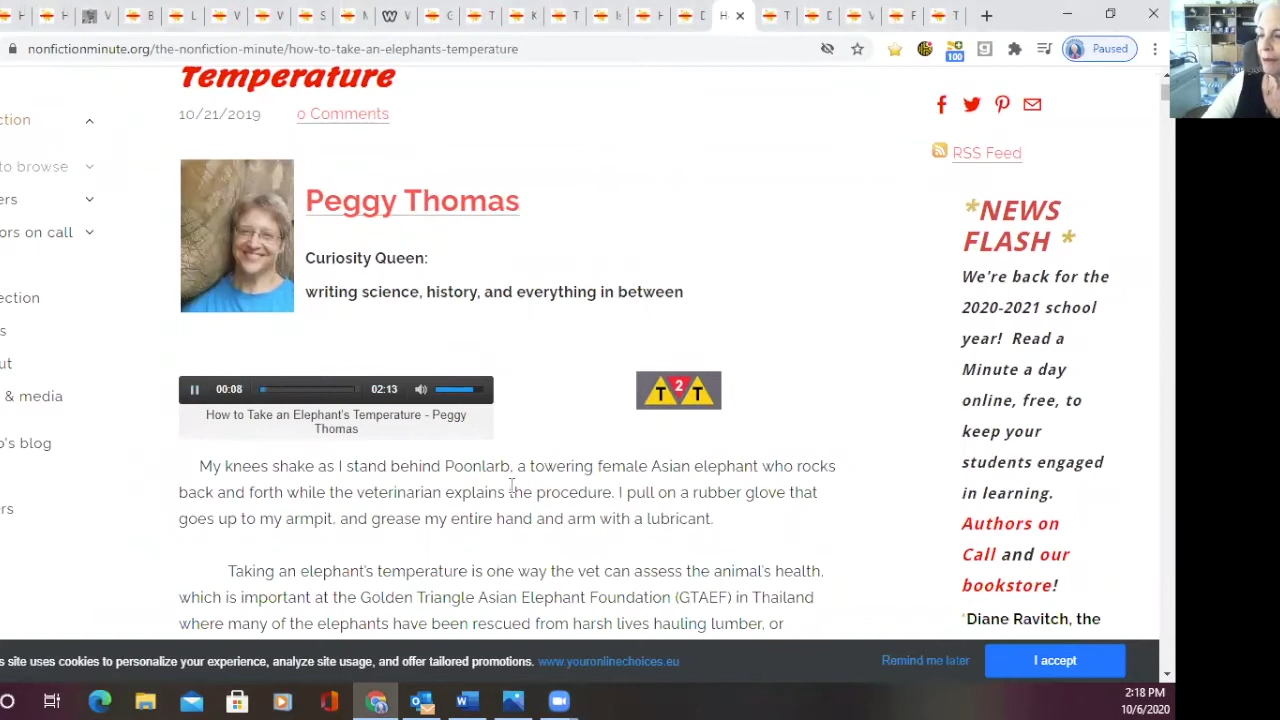 H
H
V
B
L
V
V
S
M
V
C
T
K
T
Is
H
D
H
T
D
V
F
T
nonfictionminute.org/the-nonfiction-minute/how-to-take-an-elephants-temperature
100
g
Paused
Temperature
10/21/2019
0 Comments
ction
to browse
ers
ors on call
ection
s
ut
& media
o's blog
ers
Peggy Thomas
Curiosity Queen:
writing science, history, and everything in between
00:08
02:13
How to Take an Elephant's Temperature - Peggy
Thomas
T 2 T
My knees shake as I stand behind Poonlarb, a towering female Asian elephant who rocks
back and forth while the veterinarian explains the procedure. I pull on a rubber glove that
goes up to my armpit, and grease my entire hand and arm with a lubricant.
Taking an elephant's temperature is one way the vet can assess the animal's health,
which is important at the Golden Triangle Asian Elephant Foundation (GTAEF) in Thailand
where many of the elephants have been rescued from harsh lives hauling lumber, or
RSS Feed
*NEWS
FLASH *
We're back for the
2020-2021 school
year! Read a
Minute a day
online, free, to
keep your
students engaged
in learning.
Authors on
Call and our
bookstore!
*Diane Ravitch, the
s site uses cookies to personalize your experience, analyze site usage, and offer tailored promotions. www.youronlinechoices.eu
Remind me later
I accept
2:18 PM
10/6/2020